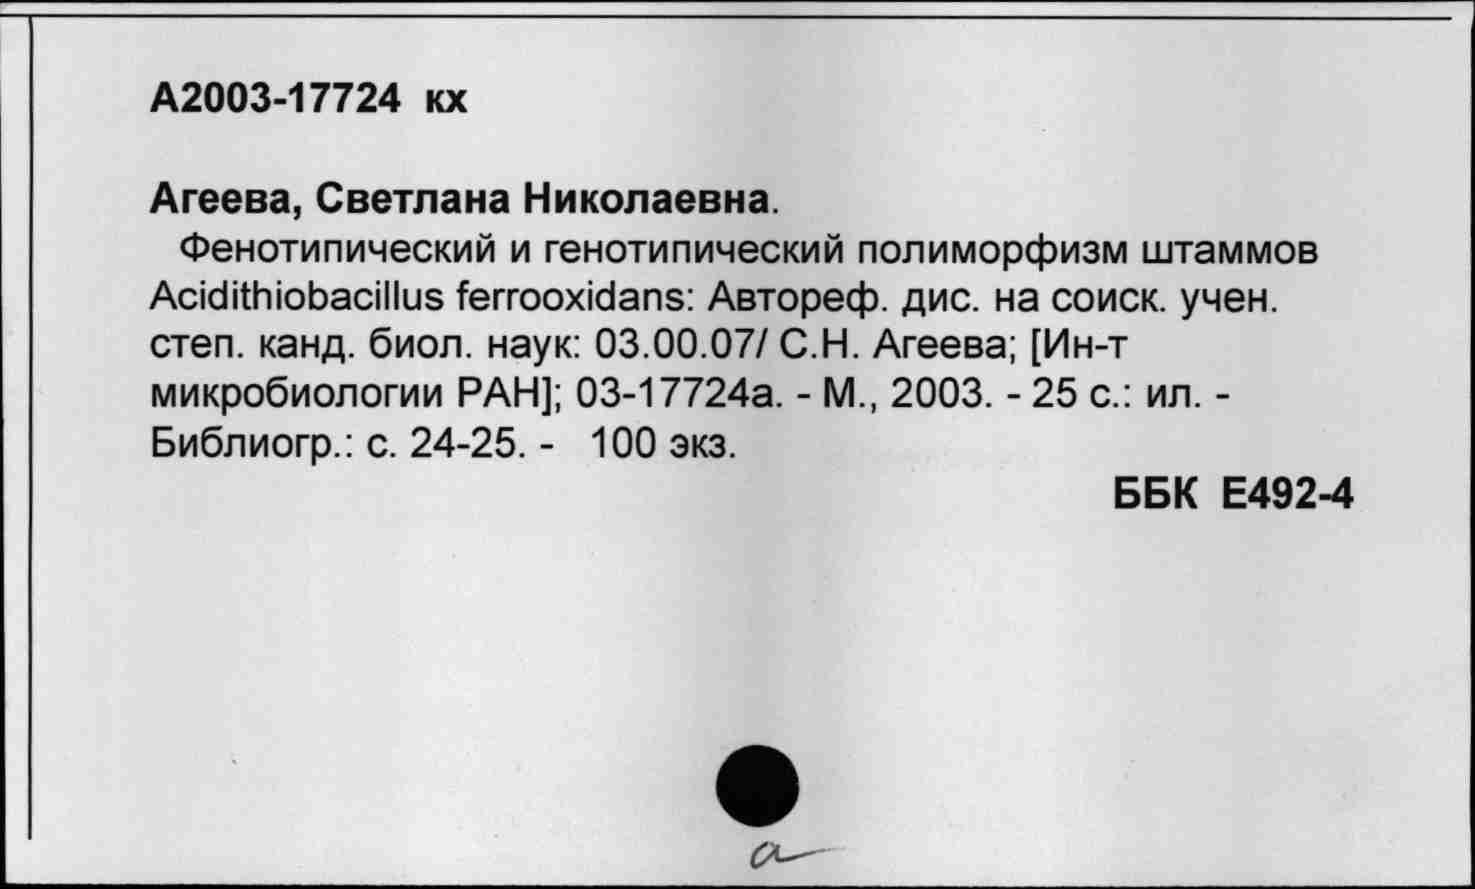 А2003-17724 кх
Агеева, Светлана Николаевна.
Фенотипический и генотипический полиморфизм штаммов
Acidithiobacillus ferrooxidans: Автореф. дис. на соиск. учен.
степ. канд. биол. наук: 03.00.07/ С.Н. Агеева; [Ин-т
микробиологии РАН]; 03-17724а. - М., 2003. - 25 с.: ил. -
Библиогр.: с. 24-25. - 100 экз.
ББК Е492-4
а